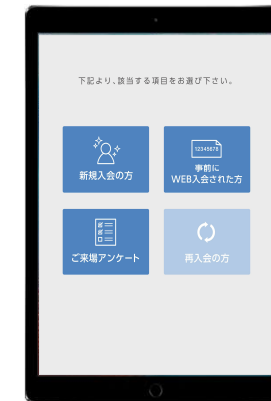 下記より、該当する項目をお選び下さい。
新規入会の方
12345678
事前に
WEB入会された方
ご来場アンケート
再入会の方